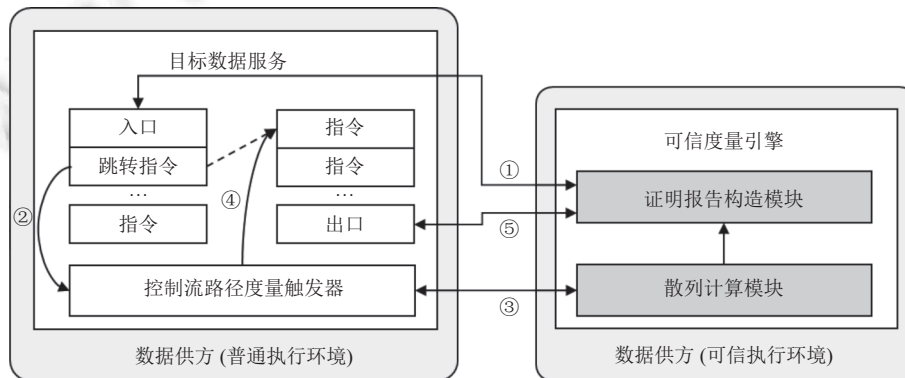 目标数据服务
入口
跳转指令
…
指令
指令
指令
…
出口
控制流路径度量触发器
数据供方 (普通执行环境)
①
②
③
④
⑤
可信度量引擎
证明报告构造模块
散列计算模块
数据供方 (可信执行环境)